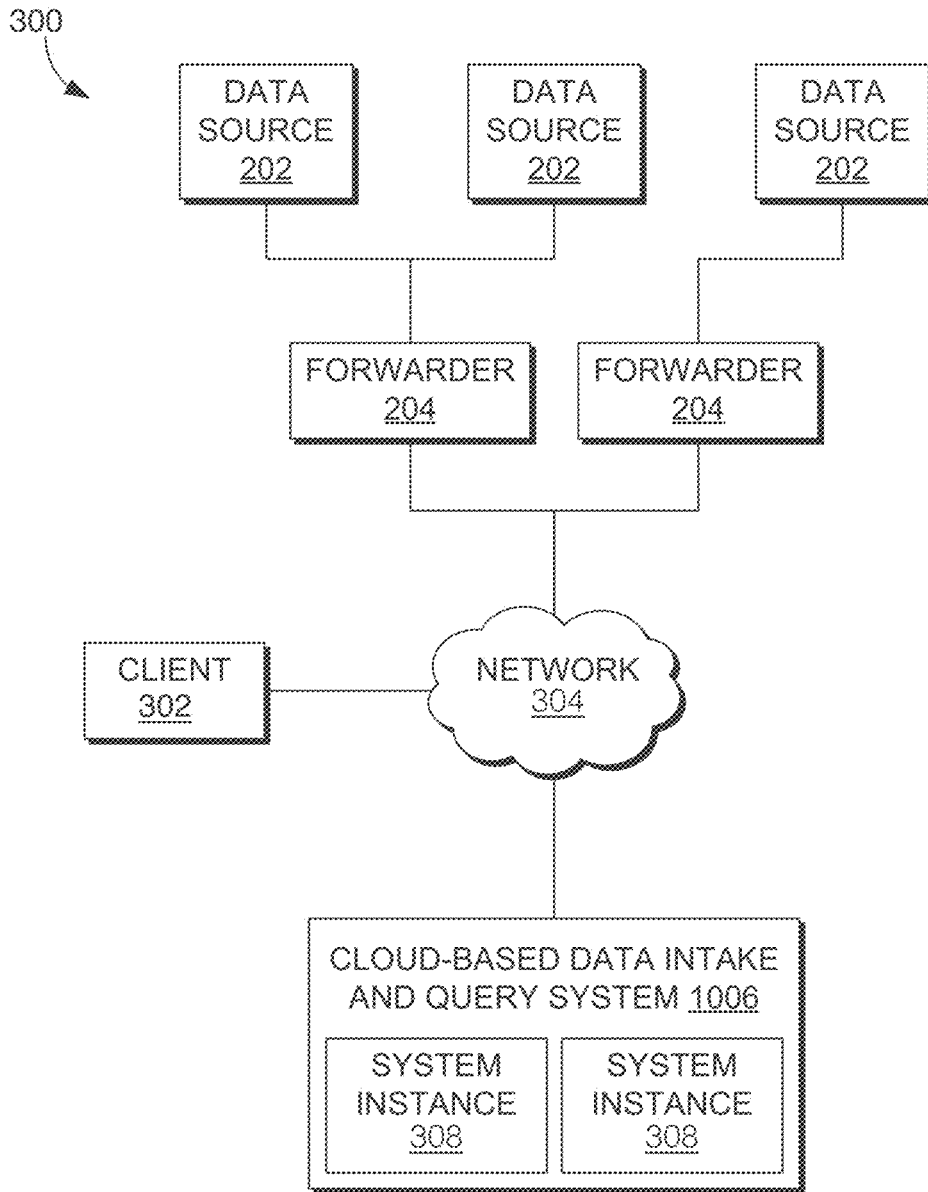 300
DATA
SOURCE
202
DATA
SOURCE
202
DATA
SOURCE
202
FORWARDER
204
FORWARDER
204
CLIENT
302
NETWORK
304
CLOUD-BASED DATA INTAKE
AND QUERY SYSTEM 1006
SYSTEM
INSTANCE
308
SYSTEM
INSTANCE
308